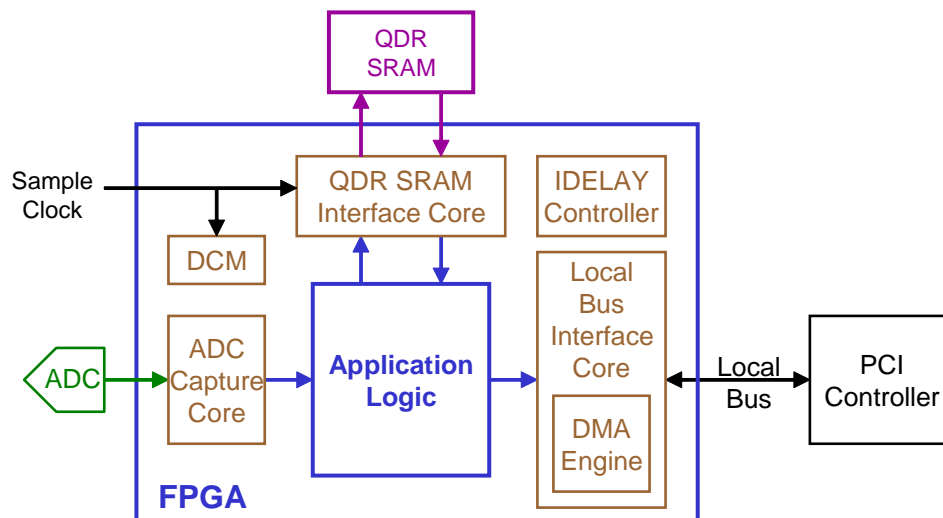 QDR
SRAM
Sample
Clock
QDR SRAM
Interface Core
IDELAY
Controller
DCM
Local
Bus
Interface
Core
ADC
ADC
Capture
Core
Application
Logic
DMA
Engine
Local
Bus
PCI
Controller
FPGA